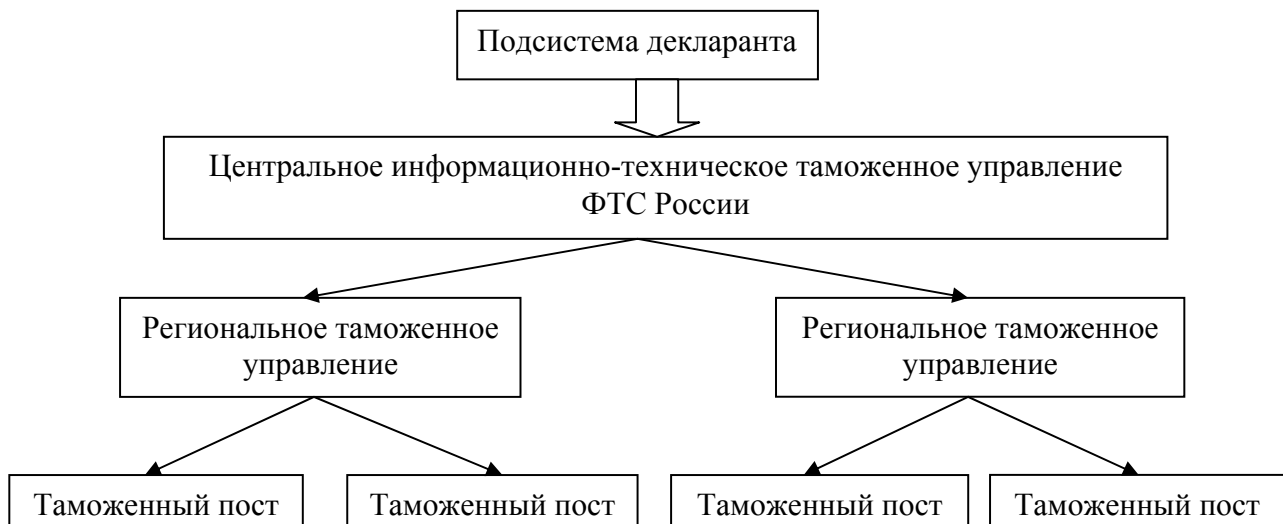 Подсистема декларанта
Центральное информационно-техническое таможенное управление
ФТС России
Региональное таможенное
управление
Региональное таможенное
управление
Таможенный пост
Таможенный пост
Таможенный пост
Таможенный пост